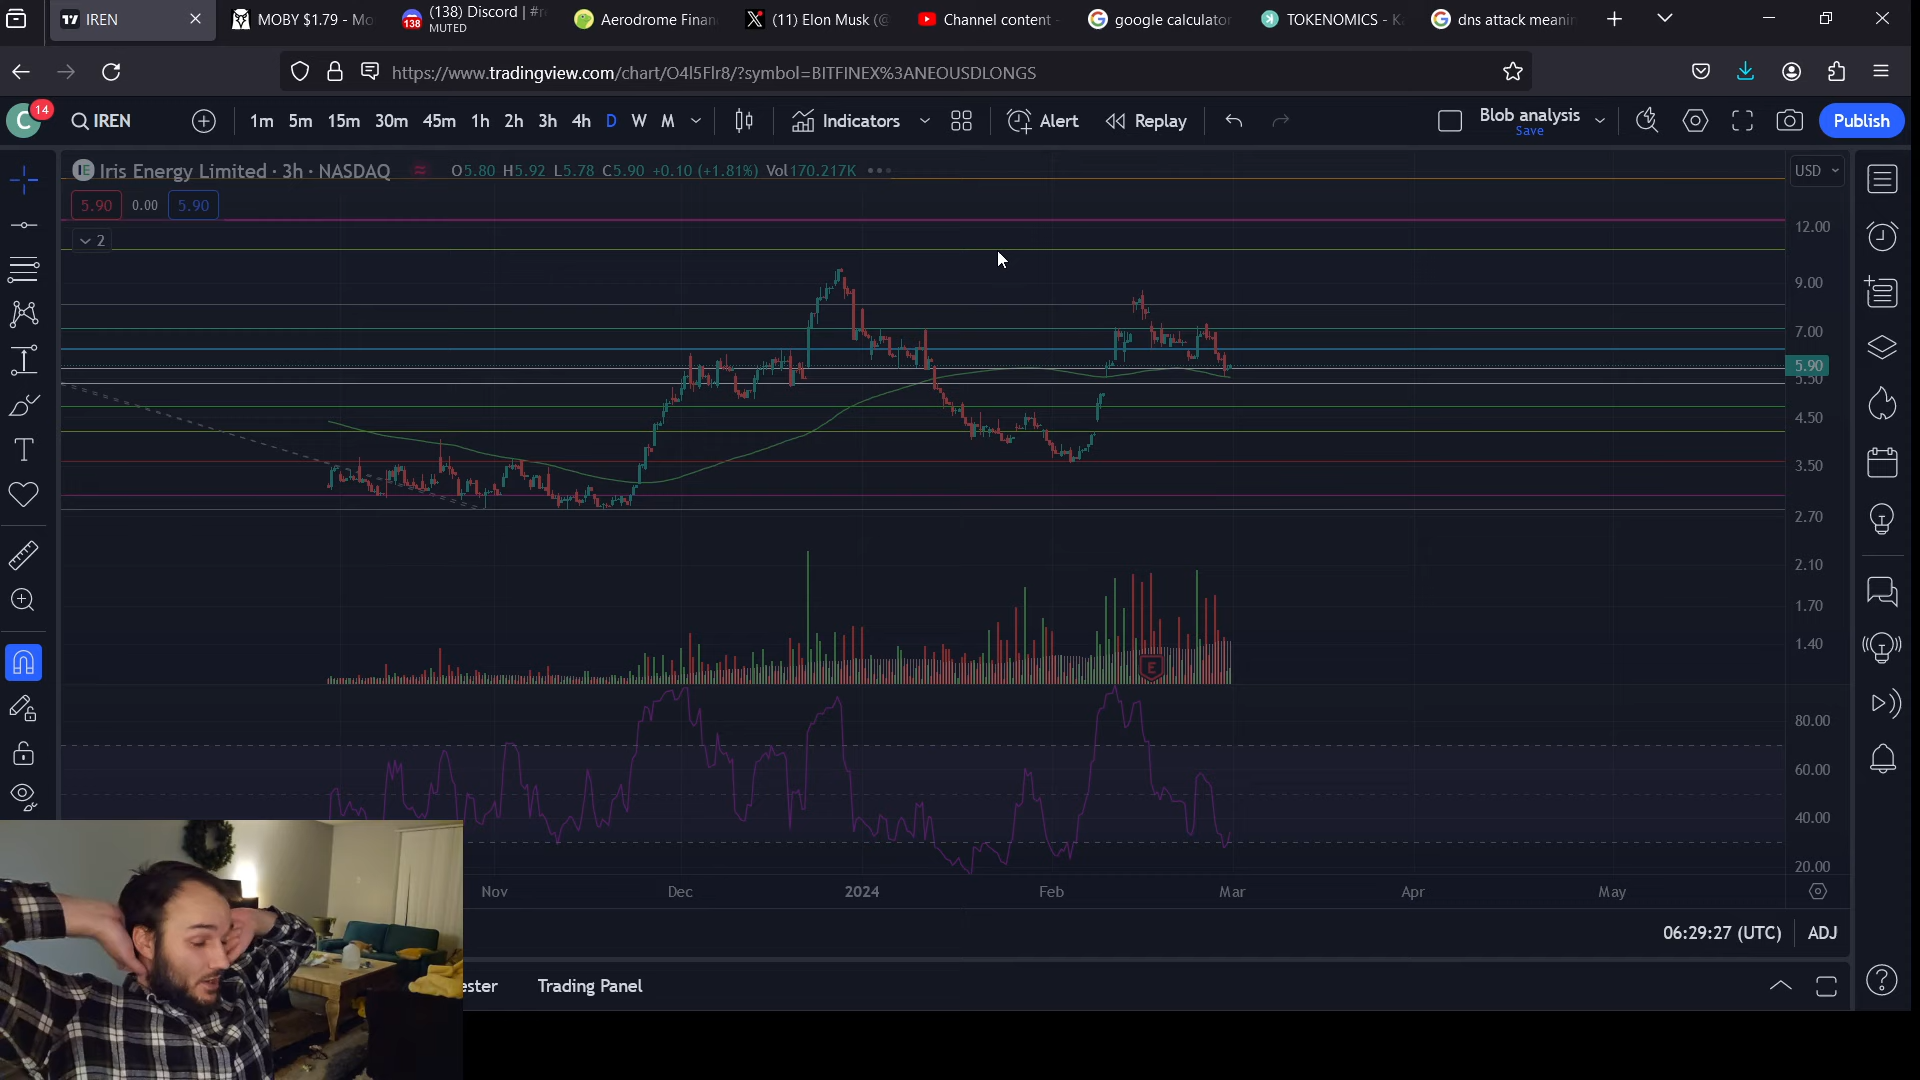 IREN
MOBY $1.79 - Mo
(138) Discord | #r
MUTED
138
Aerodrome Finan
(11) Elon Musk (@
Channel content
google calculator
TOKENOMICS - K
dns attack meanin
https://www.tradingview.com/chart/O4l5Flr8/?symbol=BITFINEX%3ANEOUSDLONGS
C
14
IREN
1m 5m 15m 30m 45m 1h 2h 3h 4h D W M
Indicators
Alert
Replay
Blob analysis
Save
Publish
Iris Energy Limited · 3h · NASDAQ
O5.80 H5.92 L5.78 C5.90 +0.10 (+1.81%) Vol170.217K
USD
5.90 0.00 5.90
2
12.00
9.00
7.00
5.90
5.50
4.50
3.50
2.70
2.10
1.70
1.40
E
80.00
60.00
40.00
20.00
Nov Dec 2024 Feb Mar Apr May
06:29:27 (UTC) ADJ
ester Trading Panel